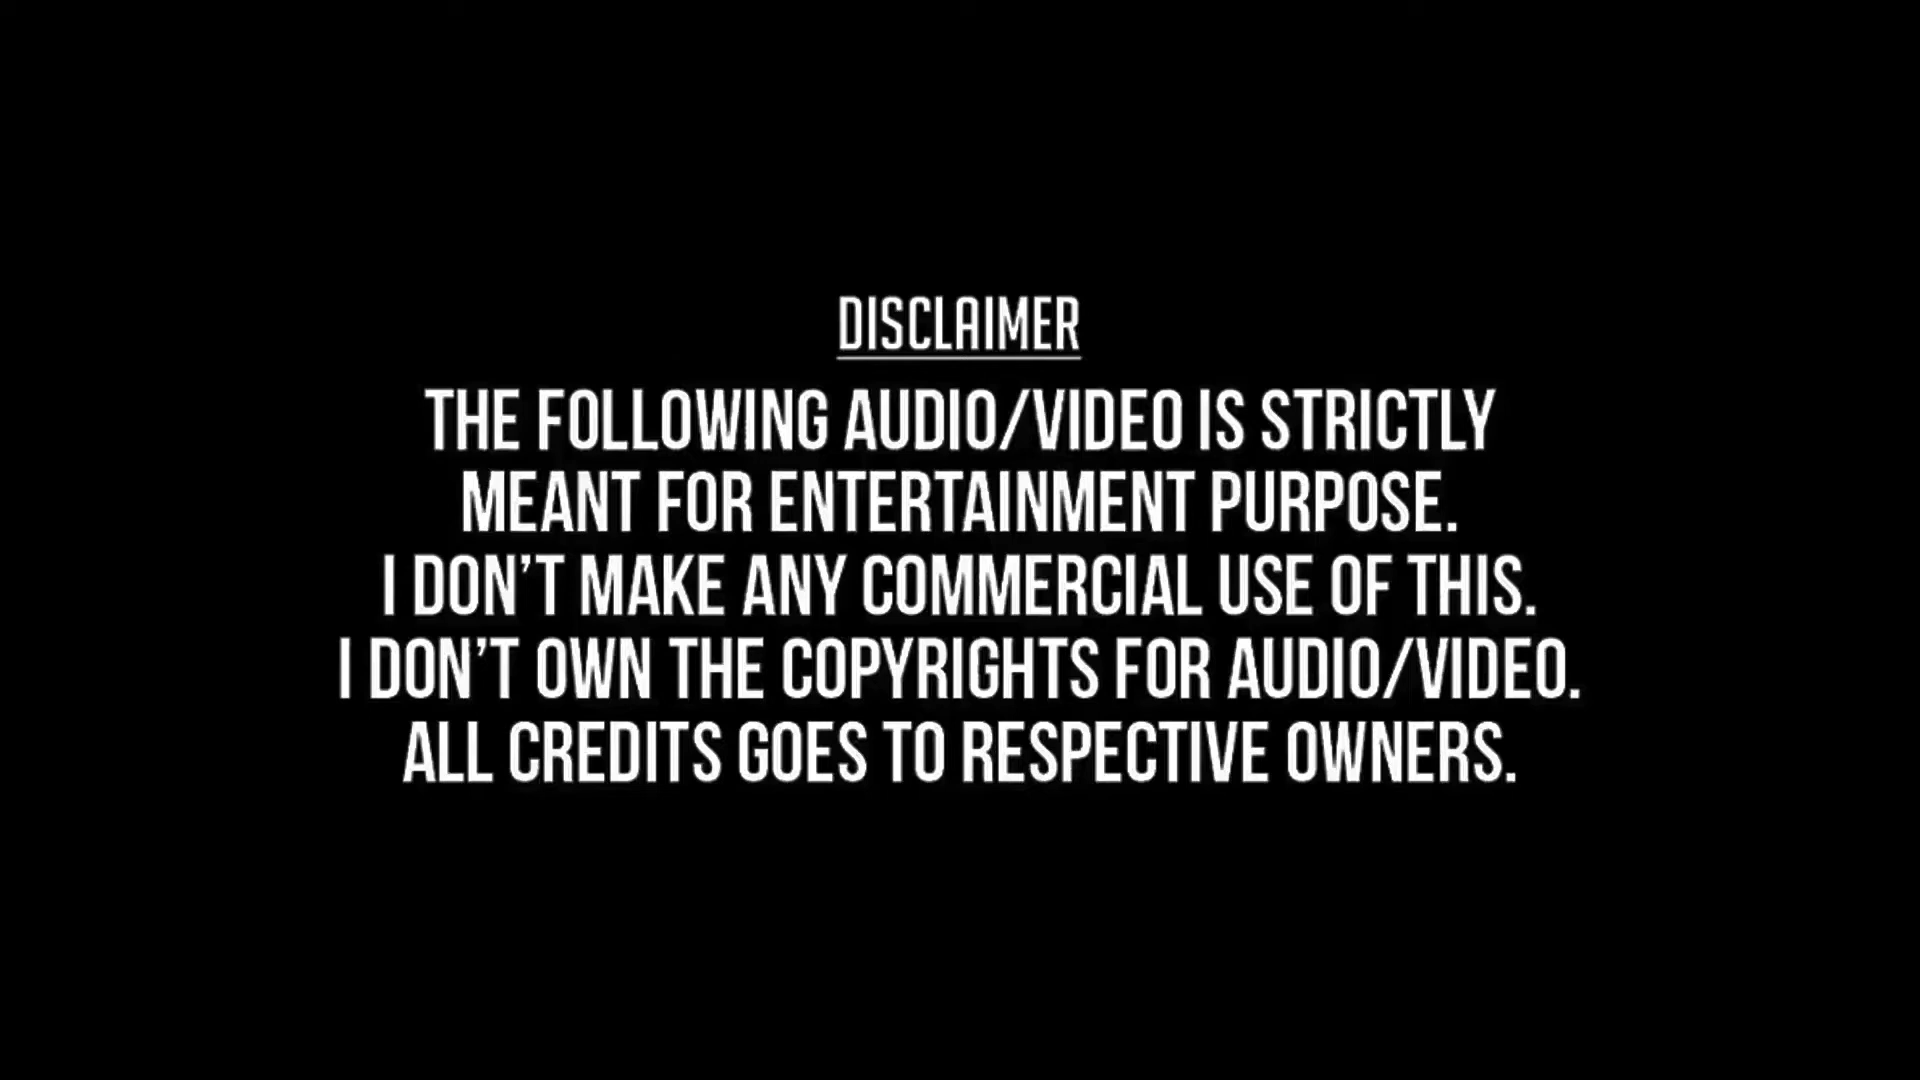 DISCLAIMER
THE FOLLOWING AUDIO/VIDEO IS STRICTLY
MEANT FOR ENTERTAINMENT PURPOSE.
I DON’T MAKE ANY COMMERCIAL USE OF THIS.
I DON’T OWN THE COPYRIGHTS FOR AUDIO/VIDEO.
ALL CREDITS GOES TO RESPECTIVE OWNERS.